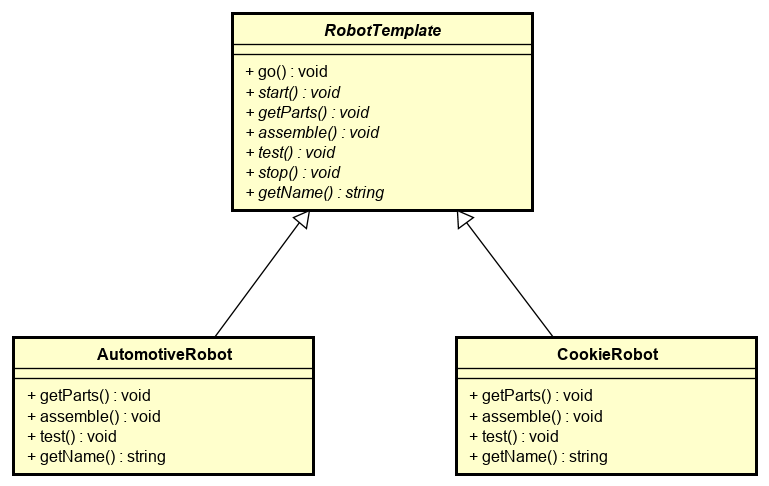 RobotTemplate
+ go() : void
+ start() : void
+ getParts() : void
+ assemble() : void
+ test() : void
+ stop() : void
+ getName() : string
AutomotiveRobot
+ getParts() : void
+ assemble() : void
+ test() : void
+ getName() : string
CookieRobot
+ getParts() : void
+ assemble() : void
+ test() : void
+ getName() : string